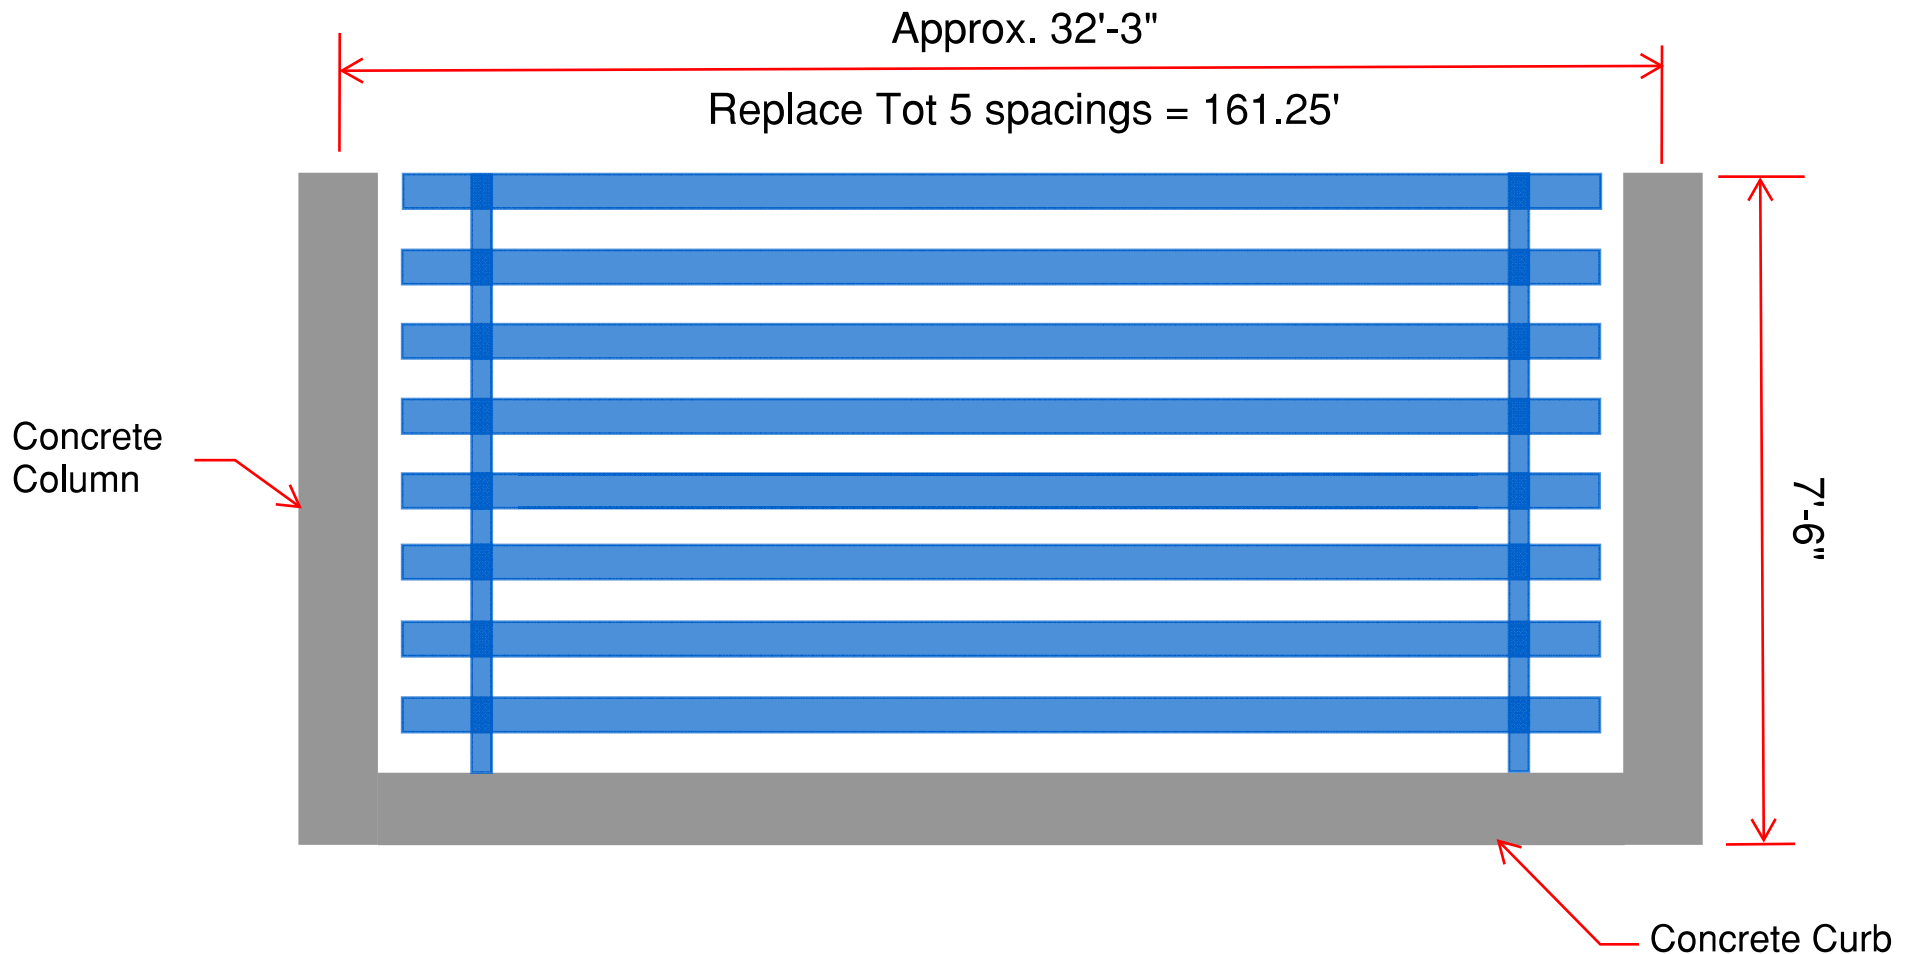 Approx. 32'-3"
Replace Tot 5 spacings = 161.25'
Concrete
Column
7'-6"
Concrete Curb